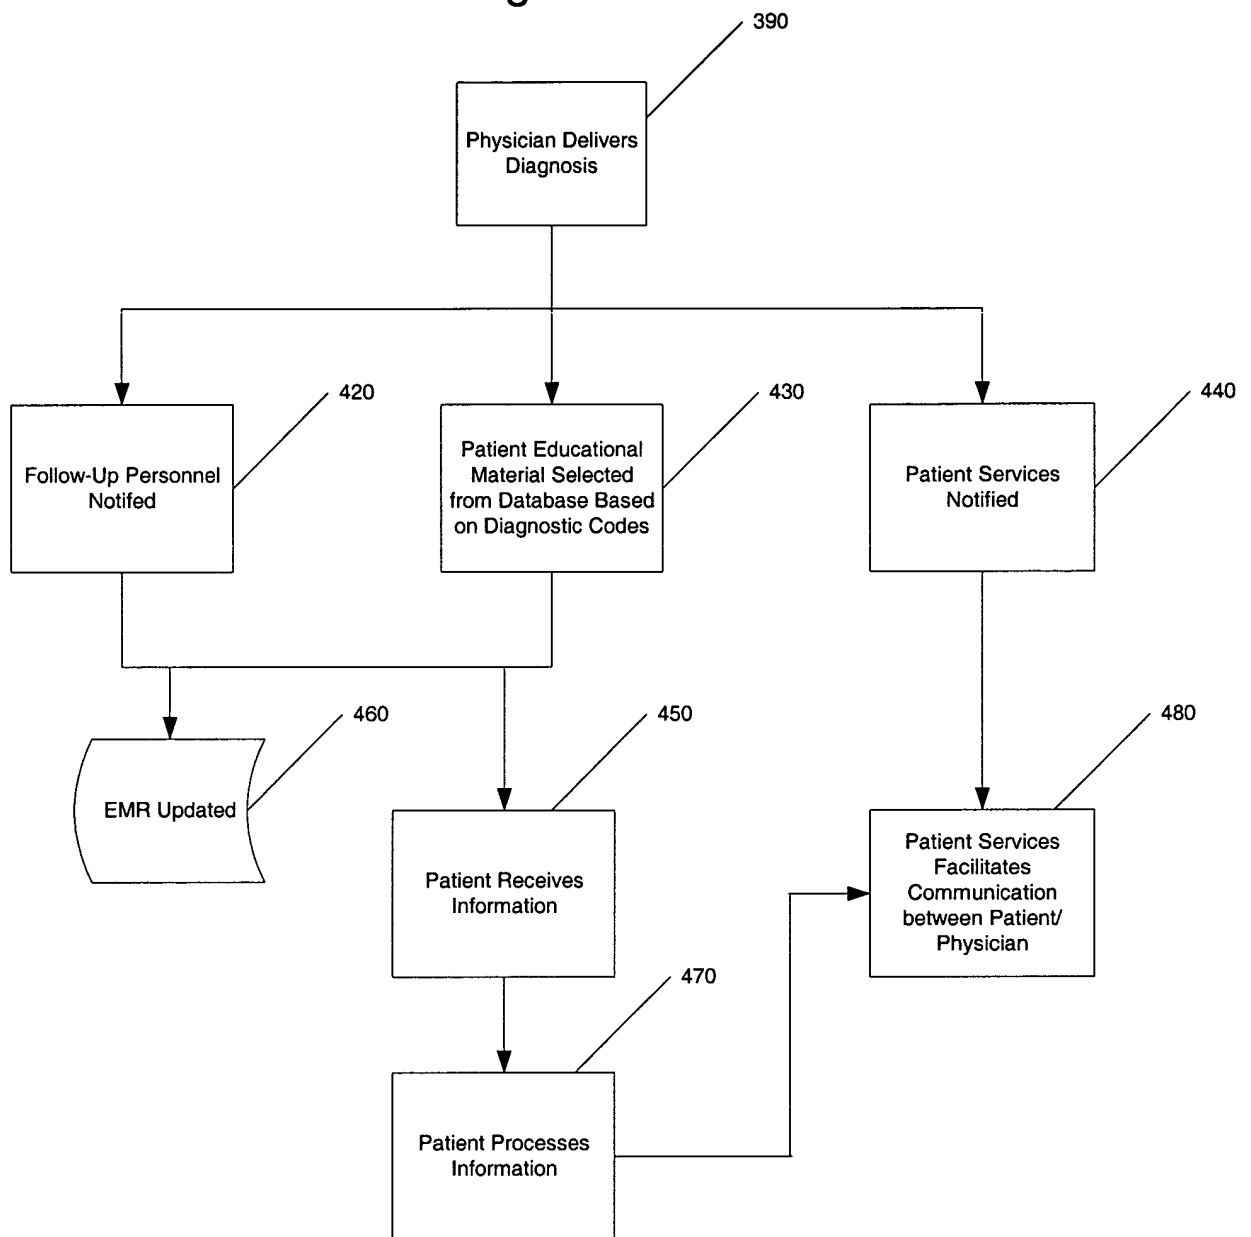 390
Physician Delivers
Diagnosis
420
430
440
Follow-Up Personnel
Notifed
Patient Educational
Material Selected
from Database Based
on Diagnostic Codes
Patient Services
Notified
460
450
480
EMR Updated
Patient Receives
Information
Patient Services
Facilitates
Communication
between Patient/
Physician
470
Patient Processes
Information